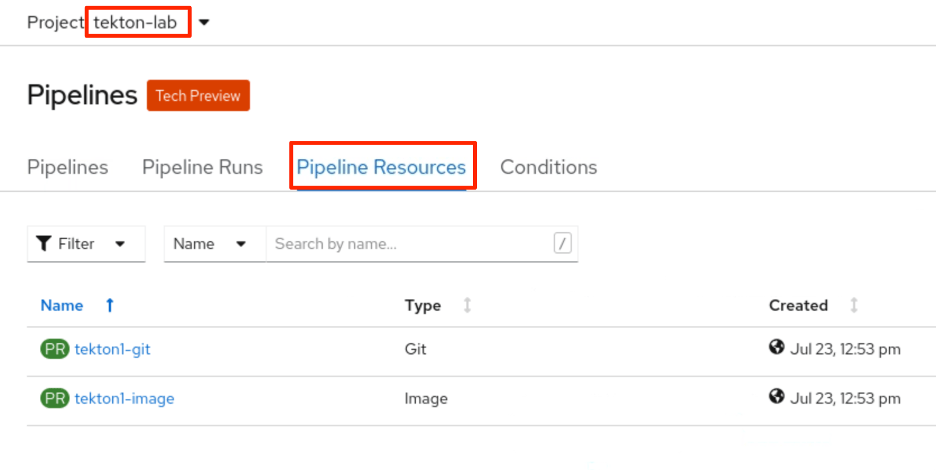 Project tekton-lab
Pipelines Tech Preview
Pipelines Pipeline Runs Pipeline Resources Conditions
Filter Name Search by name... /
Name Type Created
PR tekton1-git Git Jul 23, 12:53 pm
PR tekton1-image Image Jul 23, 12:53 pm